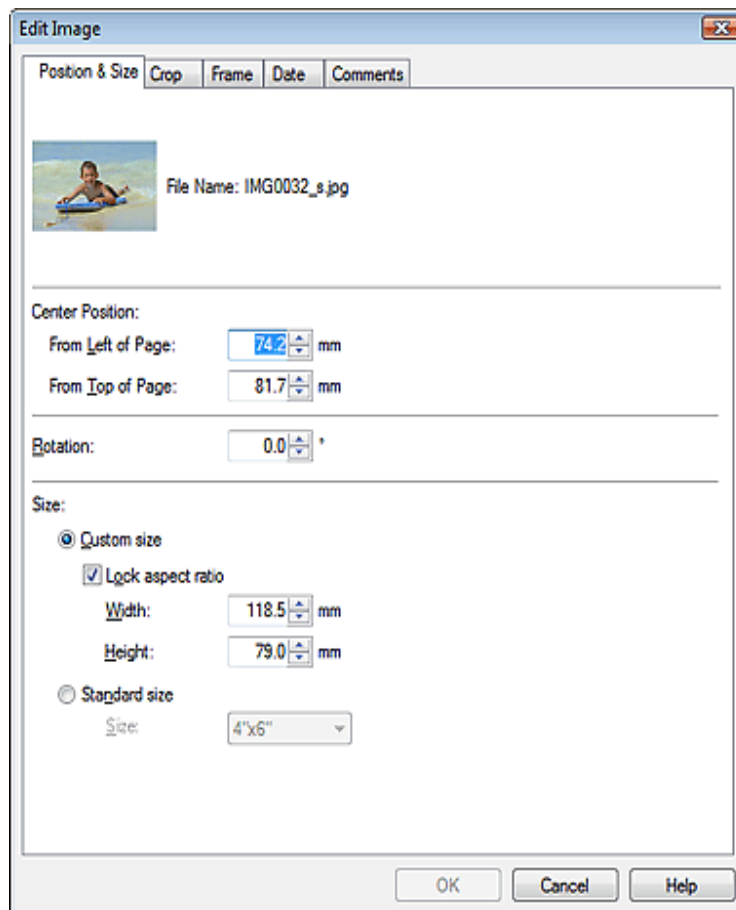 Edit Image
Position & Size Crop Frame Date Comments
File Name: IMG0032_s.jpg
Center Position:
From Left of Page: 74.2 mm
From Top of Page: 81.7 mm
Rotation: 0.0 °
Size:
Custom size
Lock aspect ratio
Width: 118.5 mm
Height: 79.0 mm
Standard size
Size: 4"x6"
OK Cancel Help